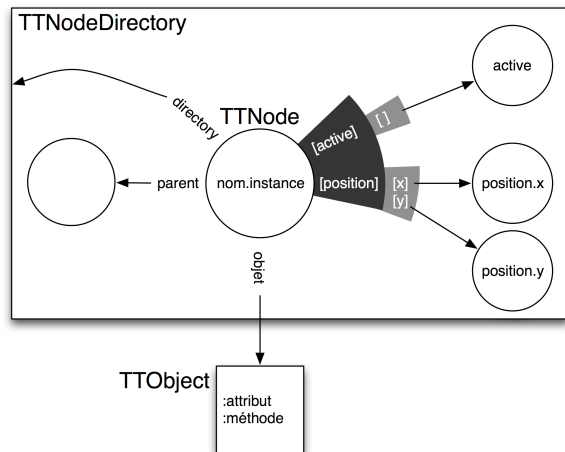 TTNodeDirectory
directory
TTNode
active
[active]
[ ]
parent
nom.instance
[position]
[x]
[y]
position.x
position.y
objet
TTObject
:attribut
:méthode